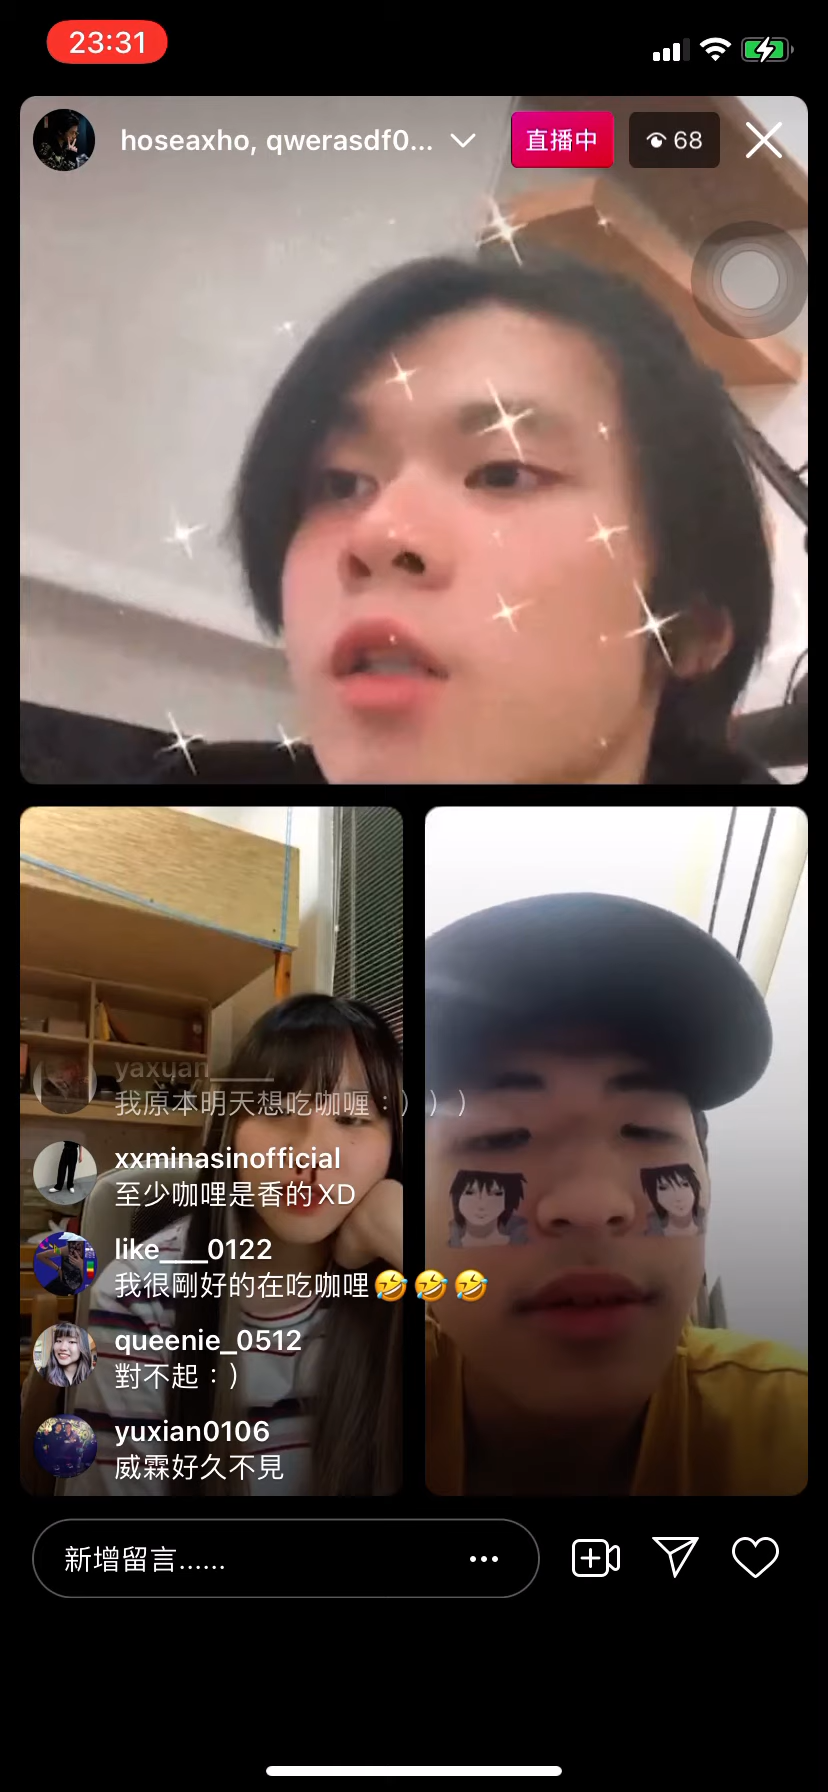 23:31
hoseaxho, qwerasdf0...
直播中
68
yaxuan_____
我原本明天想吃咖喱：）））
xxminasinofficial
至少咖哩是香的XD
like___0122
我很剛好的在吃咖哩🤣🤣🤣
queenie_0512
對不起：）
yuxian0106
威霖好久不見
新增留言......